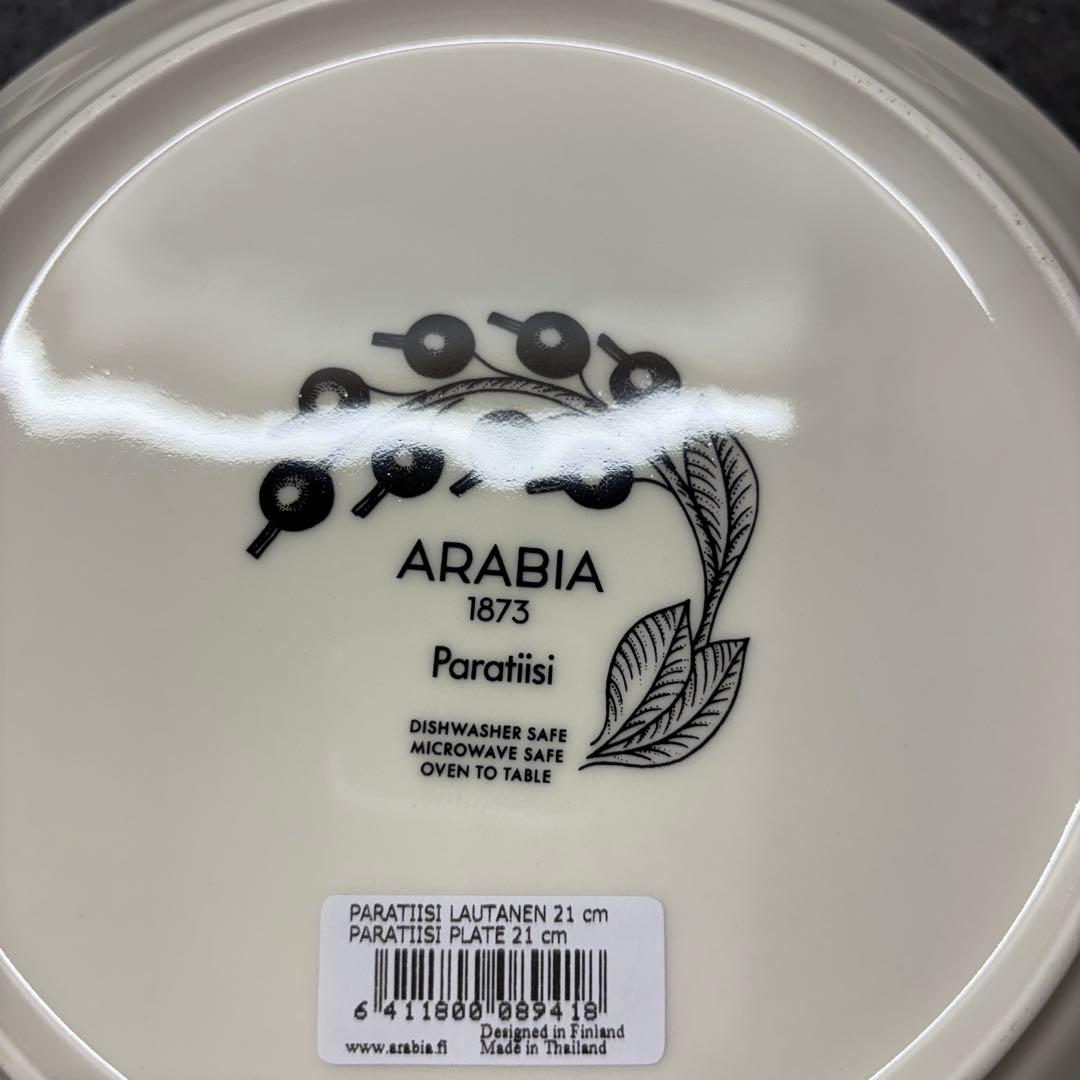 ARABIA
1873
Paratiisi
DISHWASHER SAFE
MICROWAVE SAFE
OVEN TO TABLE
PARATIISI LAUTANEN 21 cm
PARATIISI PLATE 21 cm
6 411800 089418
Designed in Finland
www.arabia.fi Made in Thailand